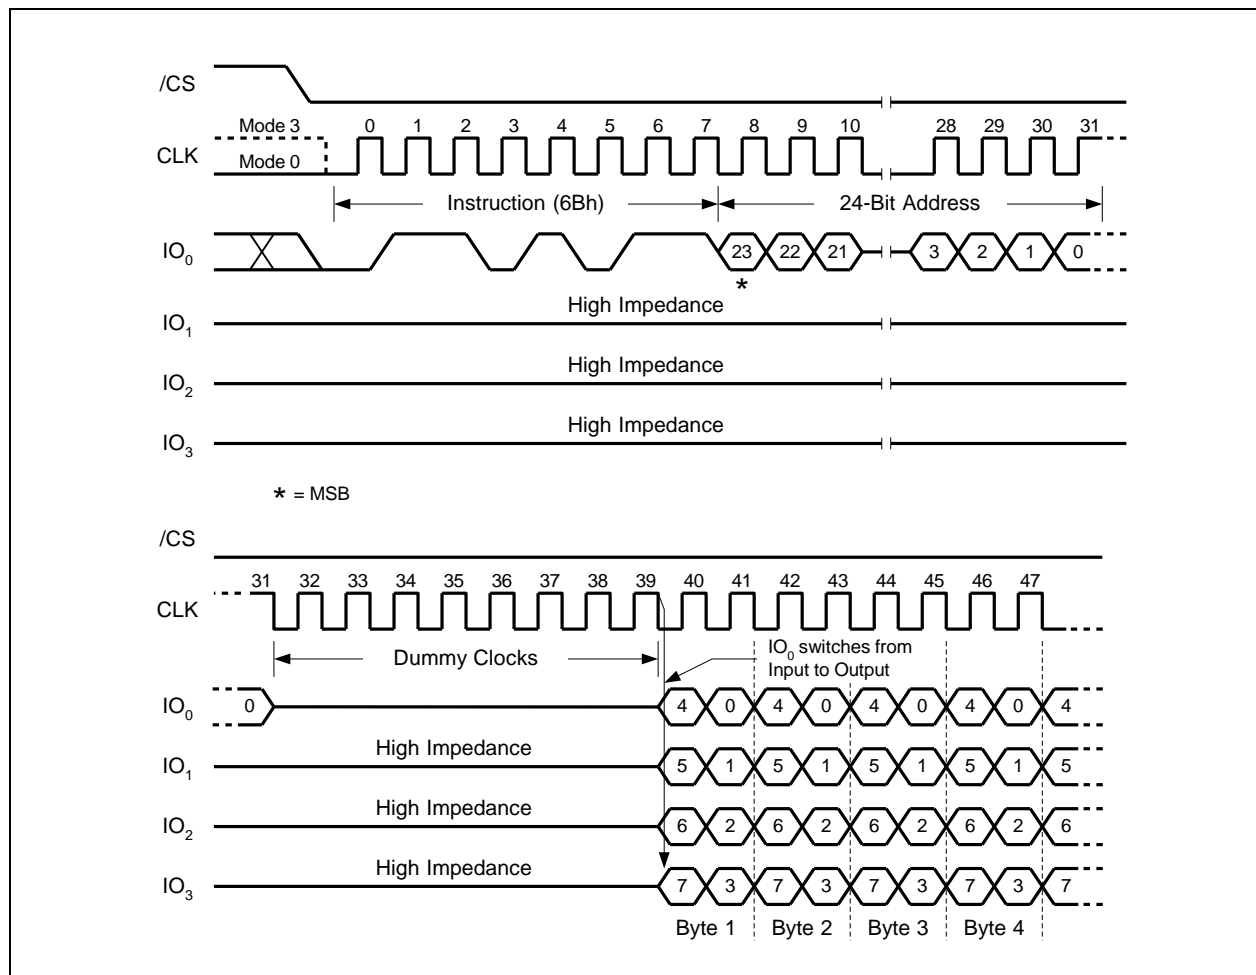 /CS
Mode 3 0 1 2 3 4 5 6 7 8 9 10 28 29 30 31
CLK
Mode 0
Instruction (6Bh) 24-Bit Address
IO0 23 22 21 3 2 1 0
*
High Impedance
IO1
High Impedance
IO2
High Impedance
IO3
* = MSB
/CS
31 32 33 34 35 36 37 38 39 40 41 42 43 44 45 46 47
CLK
Dummy Clocks
IO0 switches from
Input to Output
IO0 0 4 0 4 0 4 0 4 0 4
High Impedance
IO1 5 1 5 1 5 1 5 1 5
High Impedance
IO2 6 2 6 2 6 2 6 2 6
High Impedance
IO3 7 3 7 3 7 3 7 3 7
Byte 1 Byte 2 Byte 3 Byte 4